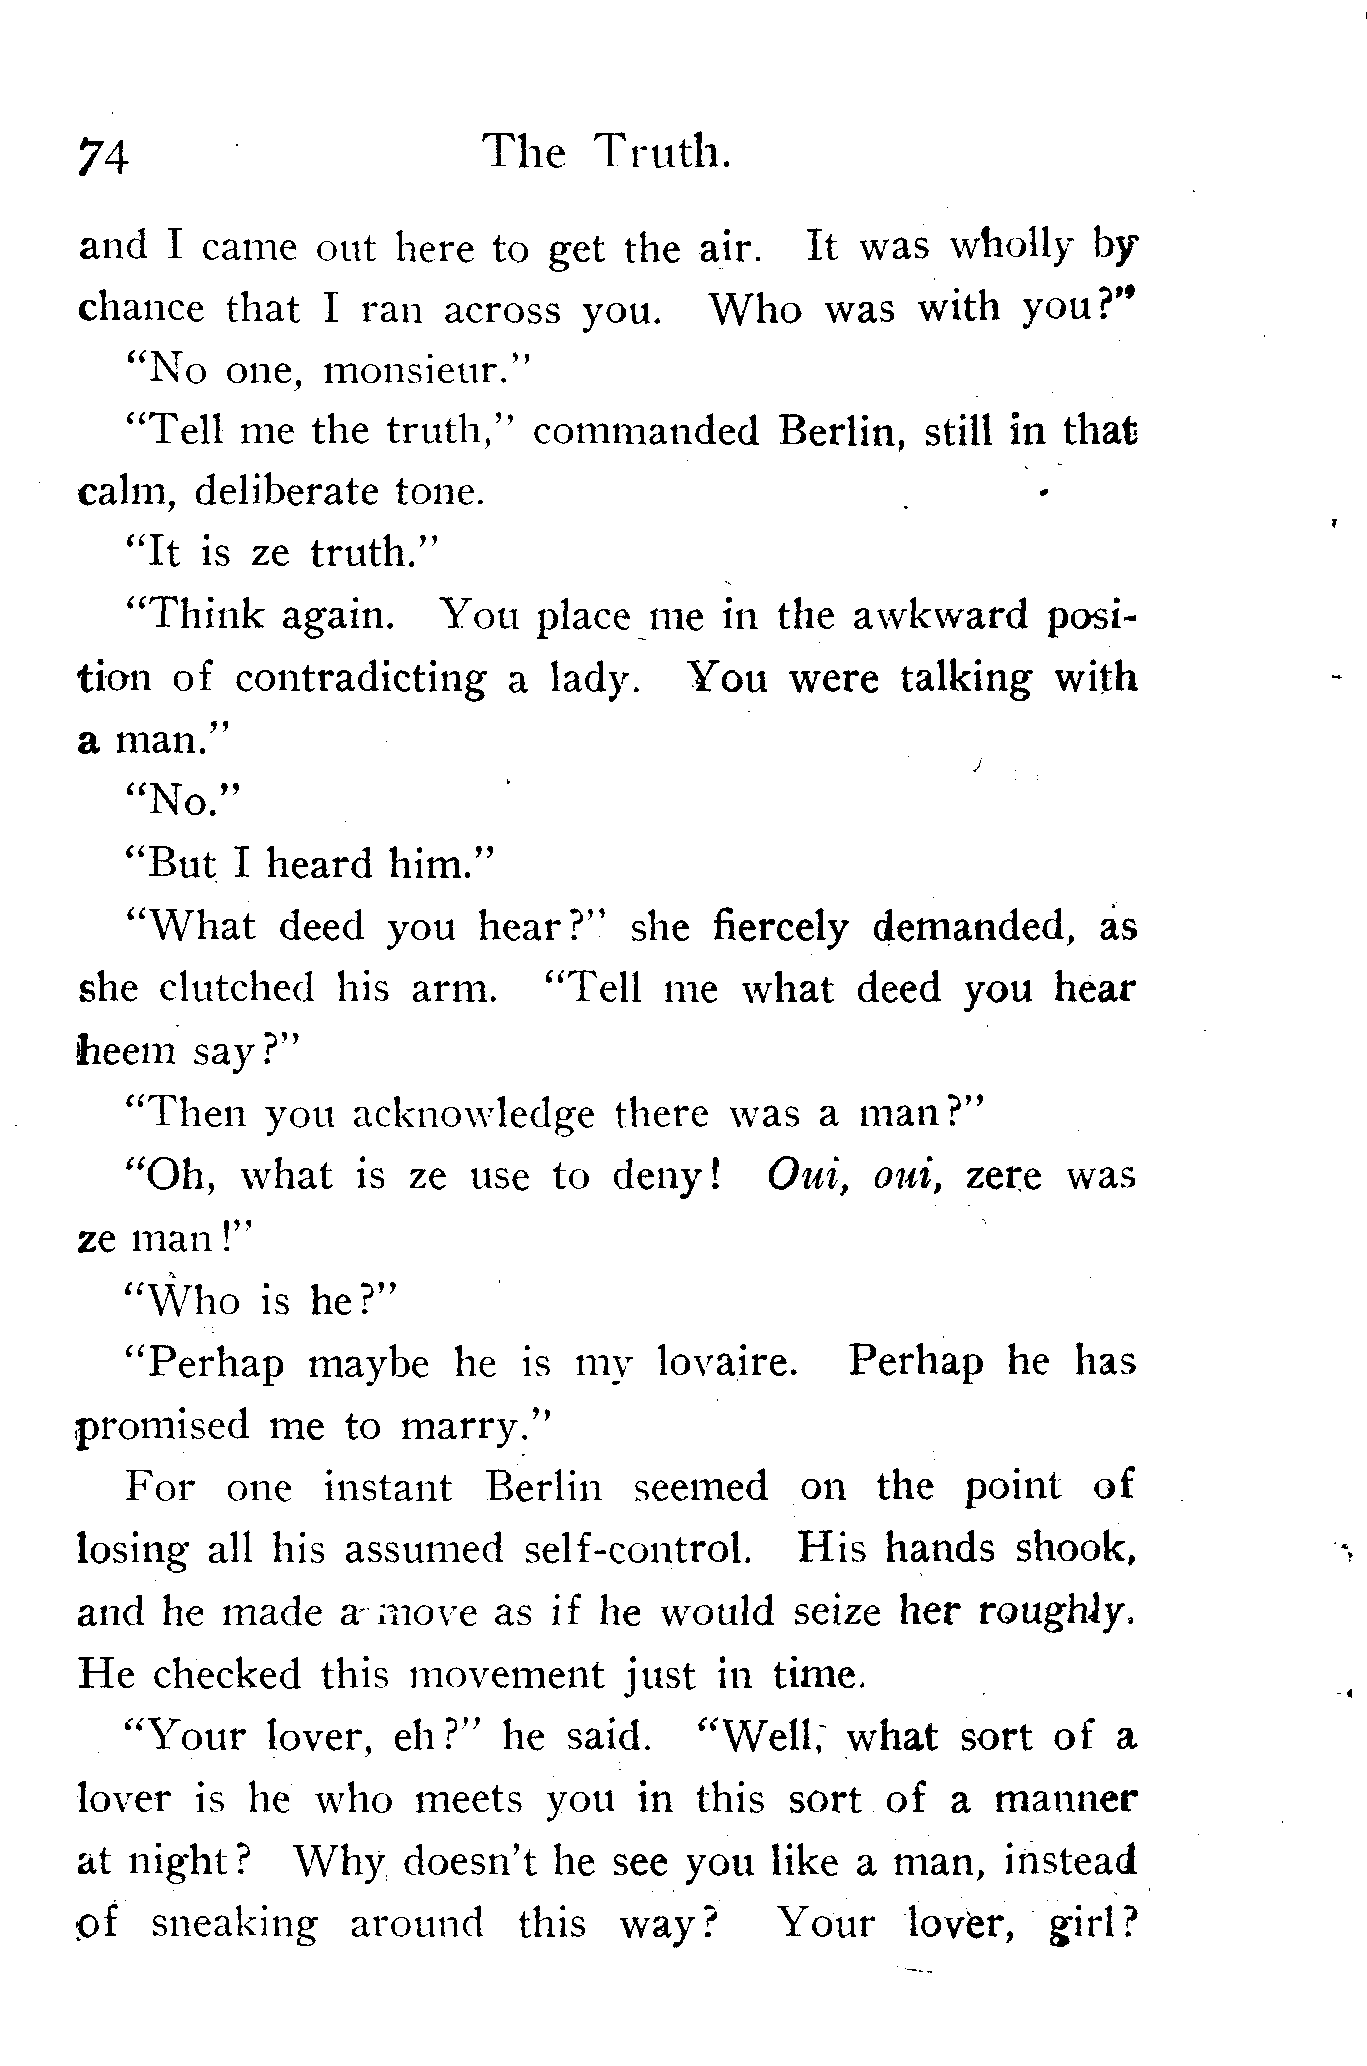 74 The Truth.
and I came out here to get the air. It was wholly by
chance that I ran across you. Who was with you?"
"No one, monsieur."
"Tell me the truth," commanded Berlin, still in that
calm, deliberate tone.
"It is ze truth."
"Think again. You place me in the awkward posi-
tion of contradicting a lady. You were talking with
a man."
"No."
"But I heard him."
"What deed you hear?" she fiercely demanded, as
she clutched his arm. "Tell me what deed you hear
heem say?"
"Then you acknowledge there was a man?"
"Oh, what is ze use to deny! Oui, oui, zere was
ze man!"
"Who is he?"
"Perhap maybe he is my lovaire. Perhap he has
promised me to marry."
For one instant Berlin seemed on the point of
losing all his assumed self-control. His hands shook,
and he made a move as if he would seize her roughly.
He checked this movement just in time.
"Your lover, eh?" he said. "Well, what sort of a
lover is he who meets you in this sort of a manner
at night? Why doesn't he see you like a man, instead
of sneaking around this way? Your lover, girl?